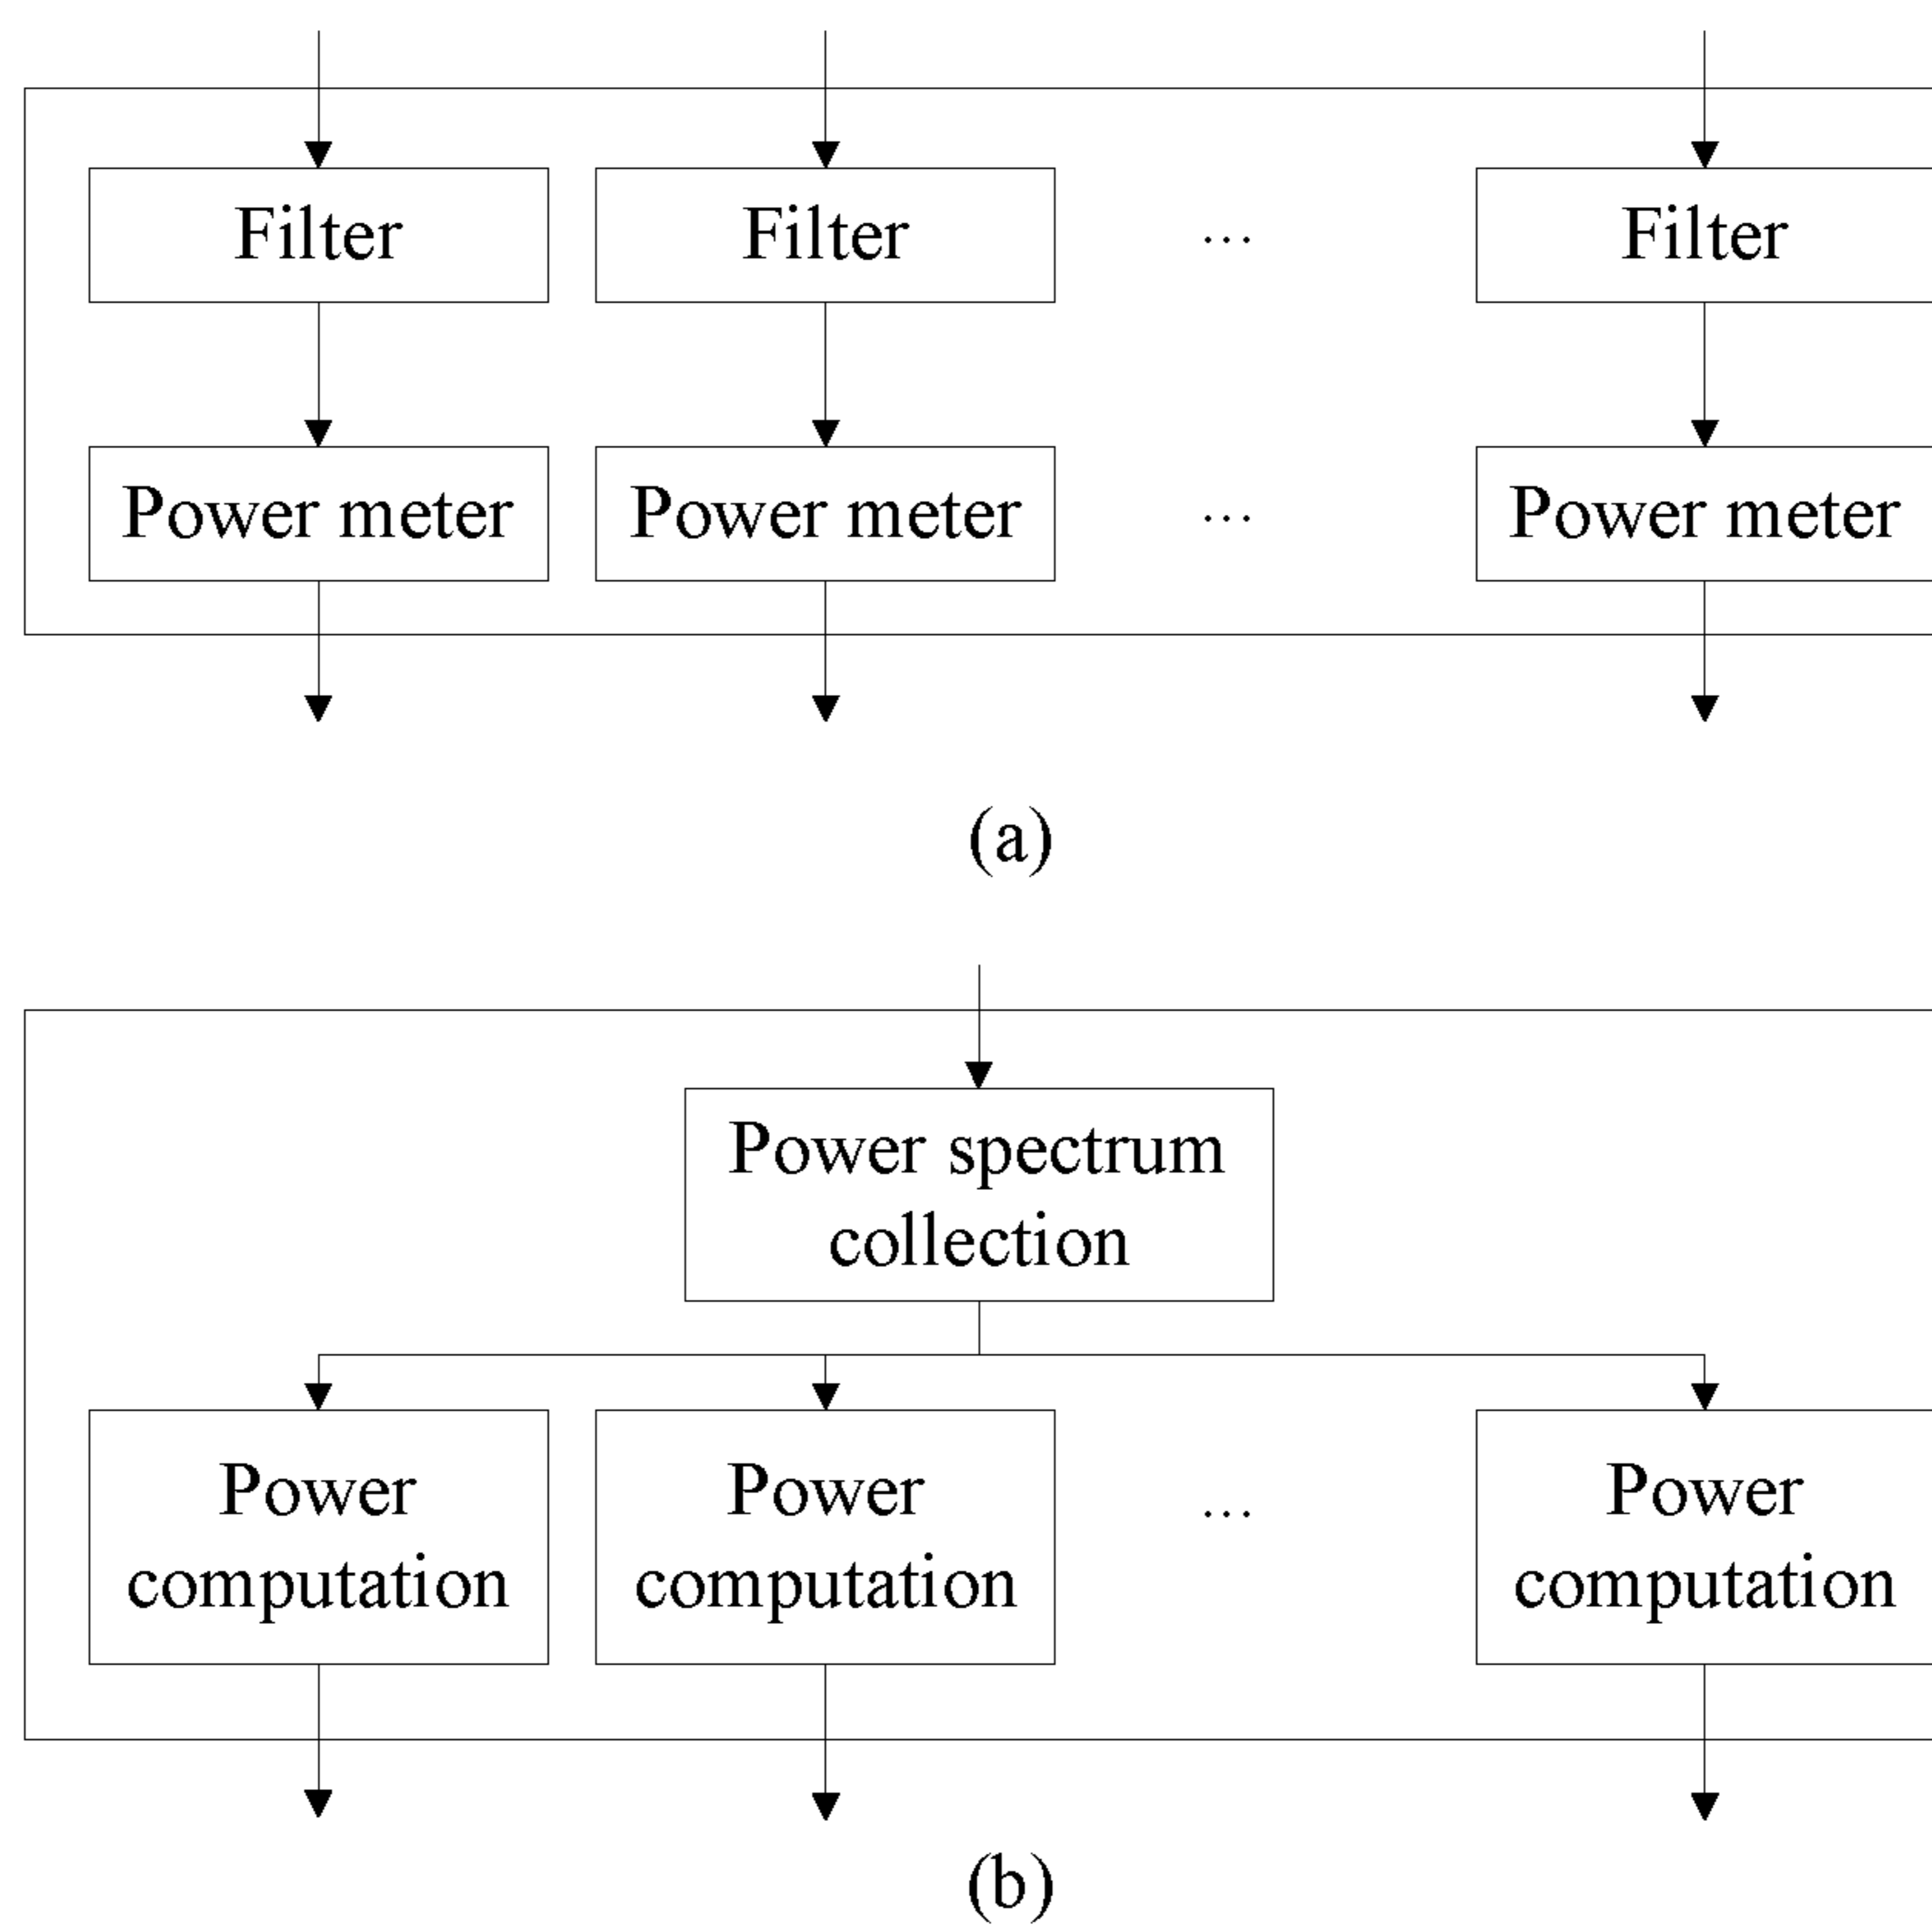 Filter Filter ... Filter
Power meter Power meter ... Power meter
(a)
Power spectrum
collection
Power
computation
Power
computation
...
Power
computation
(b)